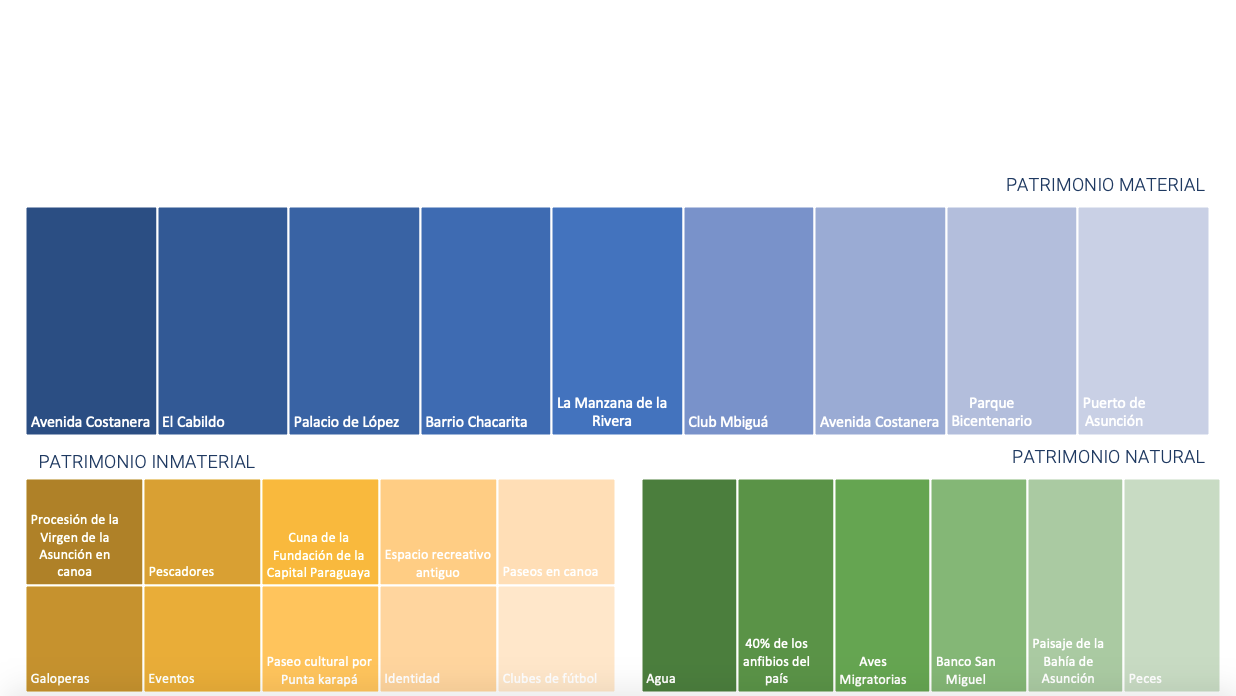 PATRIMONIO MATERIAL
Avenida Costanera
El Cabildo
Palacio de López
Barrio Chacarita
La Manzana de la
Rivera
Club Mbiguá
Avenida Costanera
Parque
Bicentenario
Puerto de
Asunción
PATRIMONIO INMATERIAL
Procesión de la
Virgen de la
Asunción en
canoa
Pescadores
Cuna de la
Fundación de la
Capital Paraguaya
Espacio recreativo
antiguo
Paseos en canoa
Galoperas
Eventos
Paseo cultural por
Punta karapá
Identidad
Clubes de fútbol
PATRIMONIO NATURAL
Agua
40% de los
anfibios del
país
Aves
Migratorias
Banco San
Miguel
Paisaje de la
Bahía de
Asunción
Peces